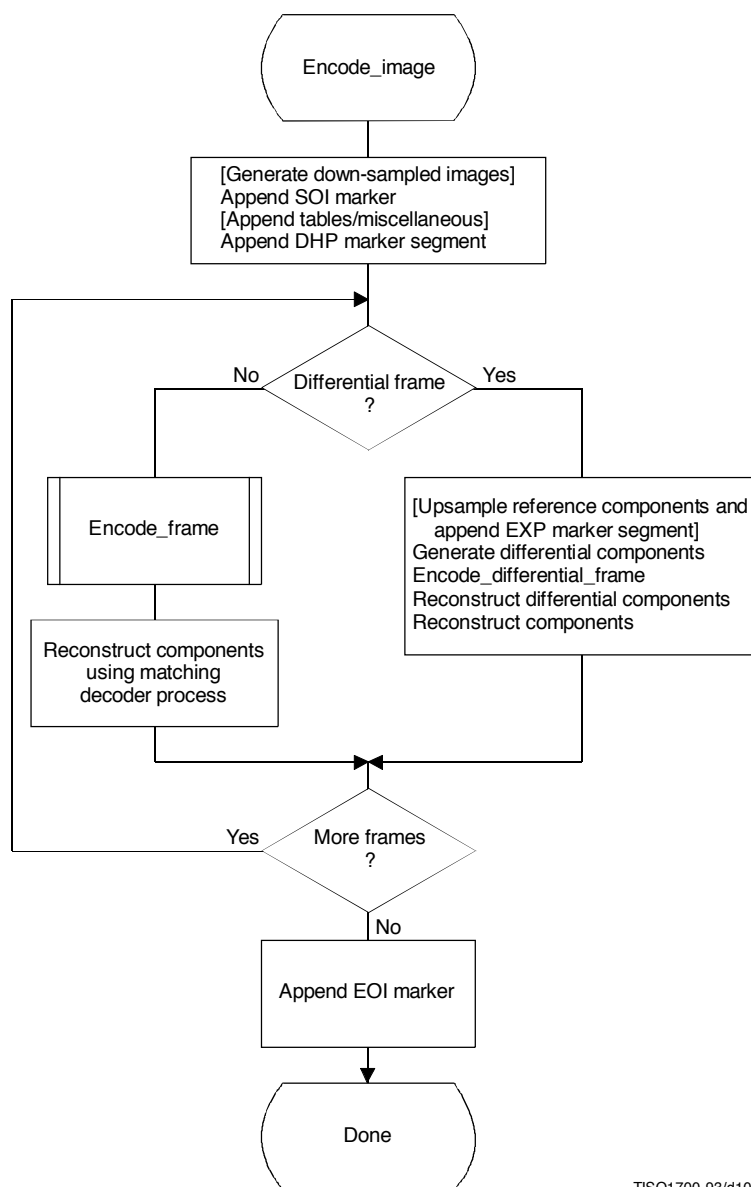 Encode_image
[Generate down-sampled images]
Append SOI marker
[Append tables/miscellaneous]
Append DHP marker segment
Differential frame
?
No
Yes
Encode_frame
Reconstruct components
using matching
decoder process
[Upsample reference components and
append EXP marker segment]
Generate differential components
Encode_differential_frame
Reconstruct differential components
Reconstruct components
More frames
?
Yes
No
Append EOI marker
Done